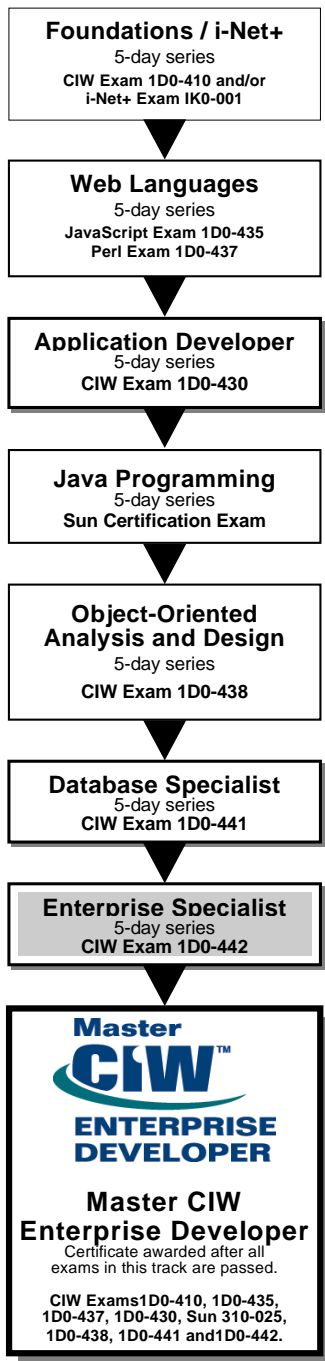 Foundations / i-Net+
5-day series
CIW Exam 1D0-410 and/or
i-Net+ Exam IK0-001
Web Languages
5-day series
JavaScript Exam 1D0-435
Perl Exam 1D0-437
Application Developer
5-day series
CIW Exam 1D0-430
Java Programming
5-day series
Sun Certification Exam
Object-Oriented
Analysis and Design
5-day series
CIW Exam 1D0-438
Database Specialist
5-day series
CIW Exam 1D0-441
Enterprise Specialist
5-day series
CIW Exam 1D0-442
Master
CIW™
ENTERPRISE
DEVELOPER
Master CIW
Enterprise Developer
Certificate awarded after all
exams in this track are passed.
CIW Exams1D0-410, 1D0-435,
1D0-437, 1D0-430, Sun 310-025,
1D0-438, 1D0-441 and1D0-442.